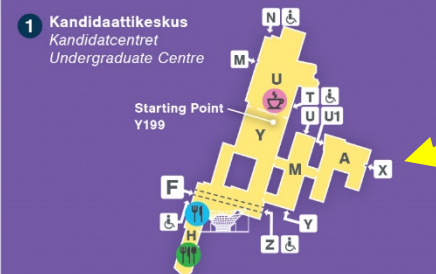 1 Kandidaattikeskus
Kandidatcentret
Undergraduate Centre
N
M
U
T
U U1
Starting Point
Y199
Y
A
M
X
F
Y
H
Z